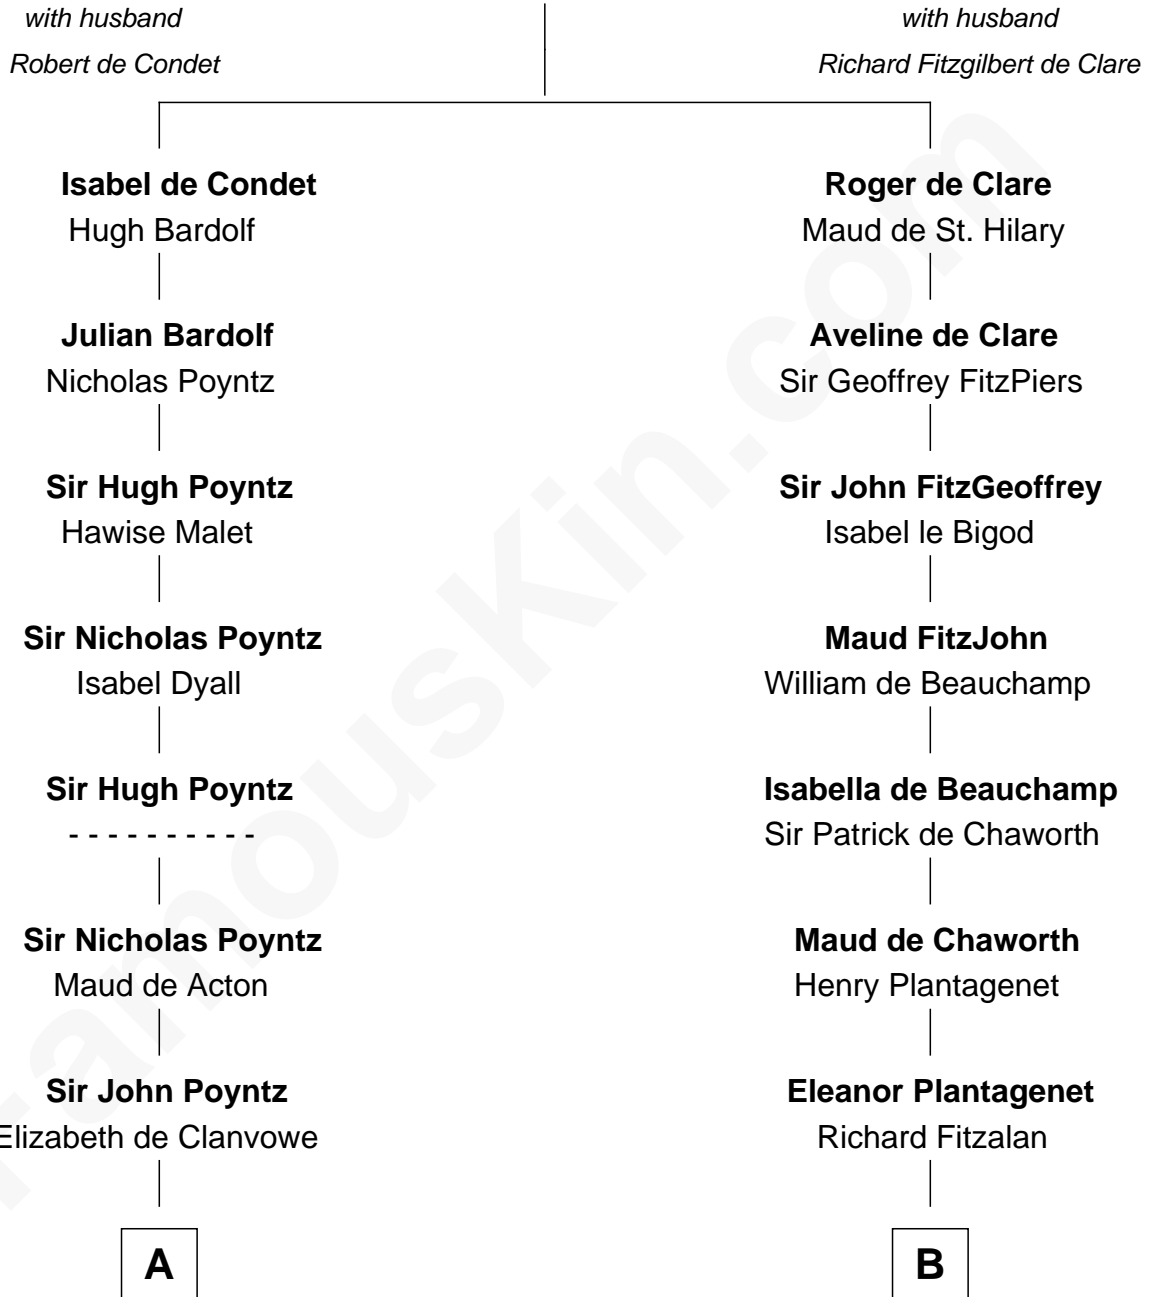 with husband
Robert de Condet
with husband
Richard Fitzgilbert de Clare
Isabel de Condet
Hugh Bardolf
Roger de Clare
Maud de St. Hilary
Julian Bardolf
Nicholas Poyntz
Aveline de Clare
Sir Geoffrey FitzPiers
Sir Hugh Poyntz
Hawise Malet
Sir John FitzGeoffrey
Isabel le Bigod
Sir Nicholas Poyntz
Isabel Dyall
Maud FitzJohn
William de Beauchamp
Sir Hugh Poyntz
- - - - - - - - - -
Isabella de Beauchamp
Sir Patrick de Chaworth
Sir Nicholas Poyntz
Maud de Acton
Maud de Chaworth
Henry Plantagenet
Sir John Poyntz
Elizabeth de Clanvowe
Eleanor Plantagenet
Richard Fitzalan
A
B
FamousKin.com